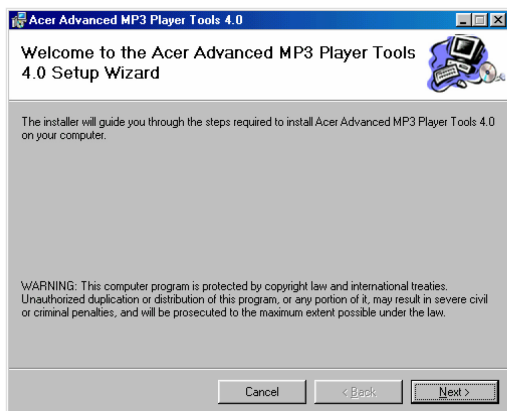 Acer Advanced MP3 Player Tools 4.0
Welcome to the Acer Advanced MP3 Player Tools
4.0 Setup Wizard
The installer will guide you through the steps required to install Acer Advanced MP3 Player Tools 4.0
on your computer.
WARNING: This computer program is protected by copyright law and international treaties.
Unauthorized duplication or distribution of this program, or any portion of it, may result in severe civil
or criminal penalties, and will be prosecuted to the maximum extent possible under the law.
Cancel < Back Next >